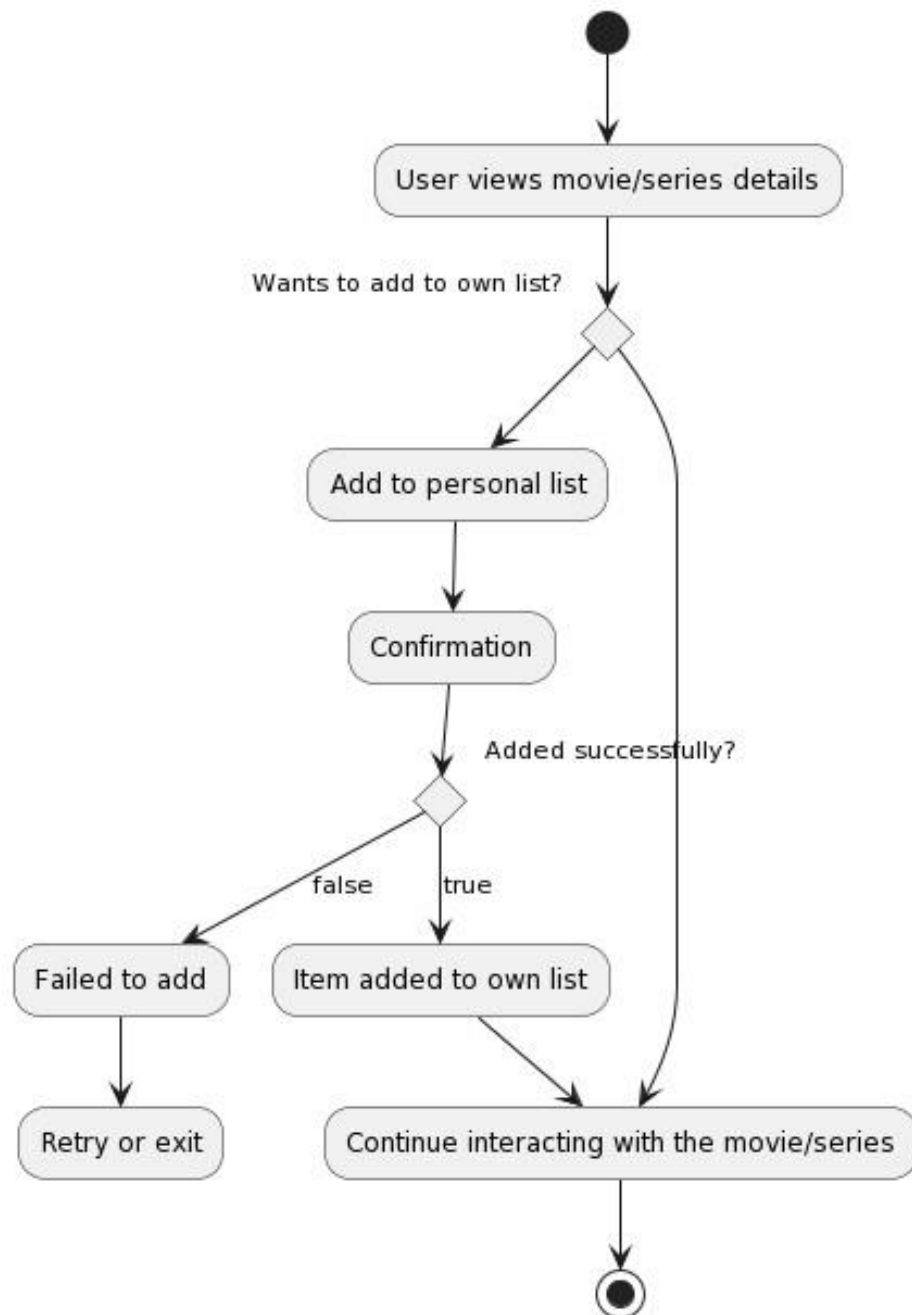 User views movie/series details
Wants to add to own list?
Add to personal list
Confirmation
Added successfully?
false
true
Failed to add
Item added to own list
Retry or exit
Continue interacting with the movie/series